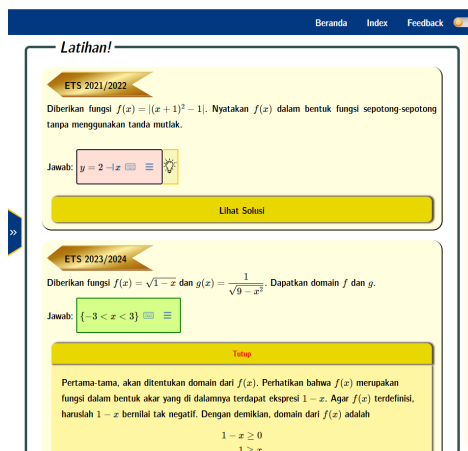 Beranda Index Feedback
Latihan!
ETS 2021/2022
Diberikan fungsi f(x) = |(x + 1)² − 1|. Nyatakan f(x) dalam bentuk fungsi sepotong-sepotong
tanpa menggunakan tanda mutlak.
Jawab: y = 2 −|x
Lihat Solusi
»
ETS 2023/2024
Diberikan fungsi f(x) = √(1 − x) dan g(x) = 1/√(9 − x²). Dapatkan domain f dan g.
Jawab: {−3 < x < 3}
Tutup
Pertama-tama, akan ditentukan domain dari f(x). Perhatikan bahwa f(x) merupakan
fungsi dalam bentuk akar yang di dalamnya terdapat ekspresi 1 − x. Agar f(x) terdefinisi,
haruslah 1 − x bernilai tak negatif. Dengan demikian, domain dari f(x) adalah
1 − x ≥ 0
1 ≥ x